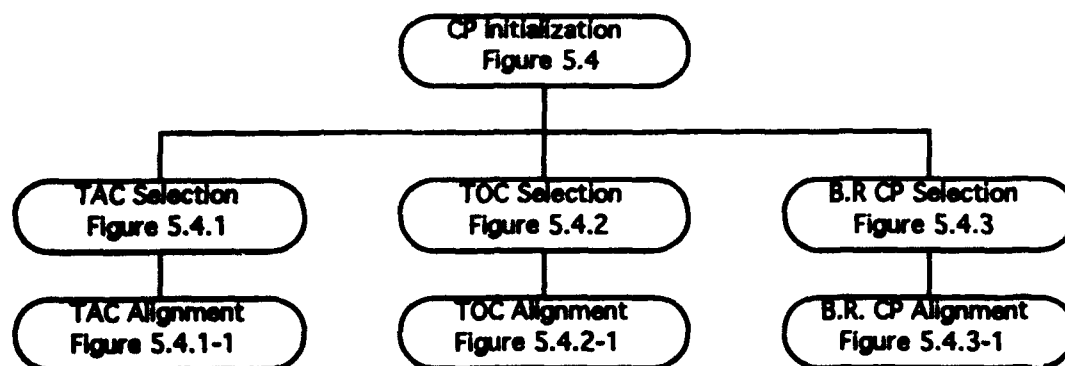 CP Initialization
Figure 5.4
TAC Selection
Figure 5.4.1
TOC Selection
Figure 5.4.2
B.R CP Selection
Figure 5.4.3
TAC Alignment
Figure 5.4.1-1
TOC Alignment
Figure 5.4.2-1
B.R. CP Alignment
Figure 5.4.3-1